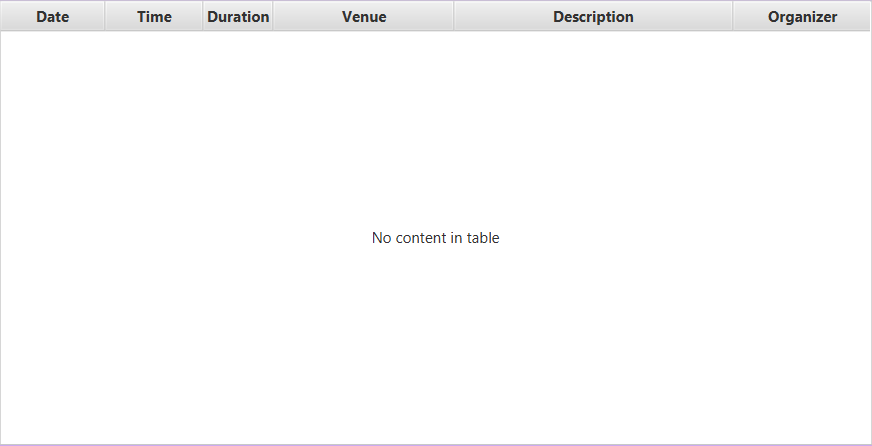 Date Time Duration Venue Description Organizer
No content in table